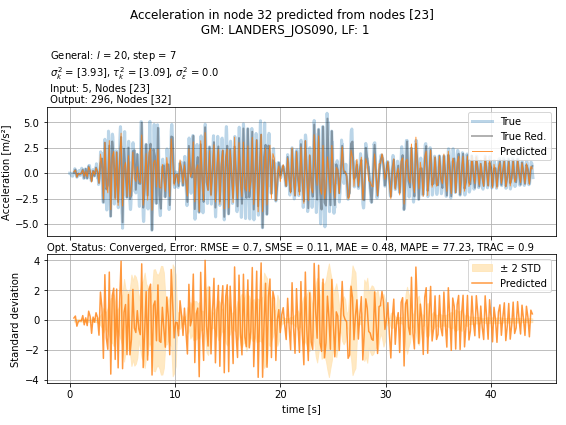 Acceleration in node 32 predicted from nodes [23]
GM: LANDERS_JOS090, LF: 1
General: l = 20, step = 7
σ²ₖ = [3.93], τ²ₖ = [3.09], σ²ε = 0.0
Input: 5, Nodes [23]
Output: 296, Nodes [32]
Acceleration [m/s²]
5.0
2.5
0.0
−2.5
−5.0
True
True Red.
Predicted
Opt. Status: Converged, Error: RMSE = 0.7, SMSE = 0.11, MAE = 0.48, MAPE = 77.23, TRAC = 0.9
Standard deviation
4
2
0
−2
−4
± 2 STD
Predicted
0 10 20 30 40
time [s]